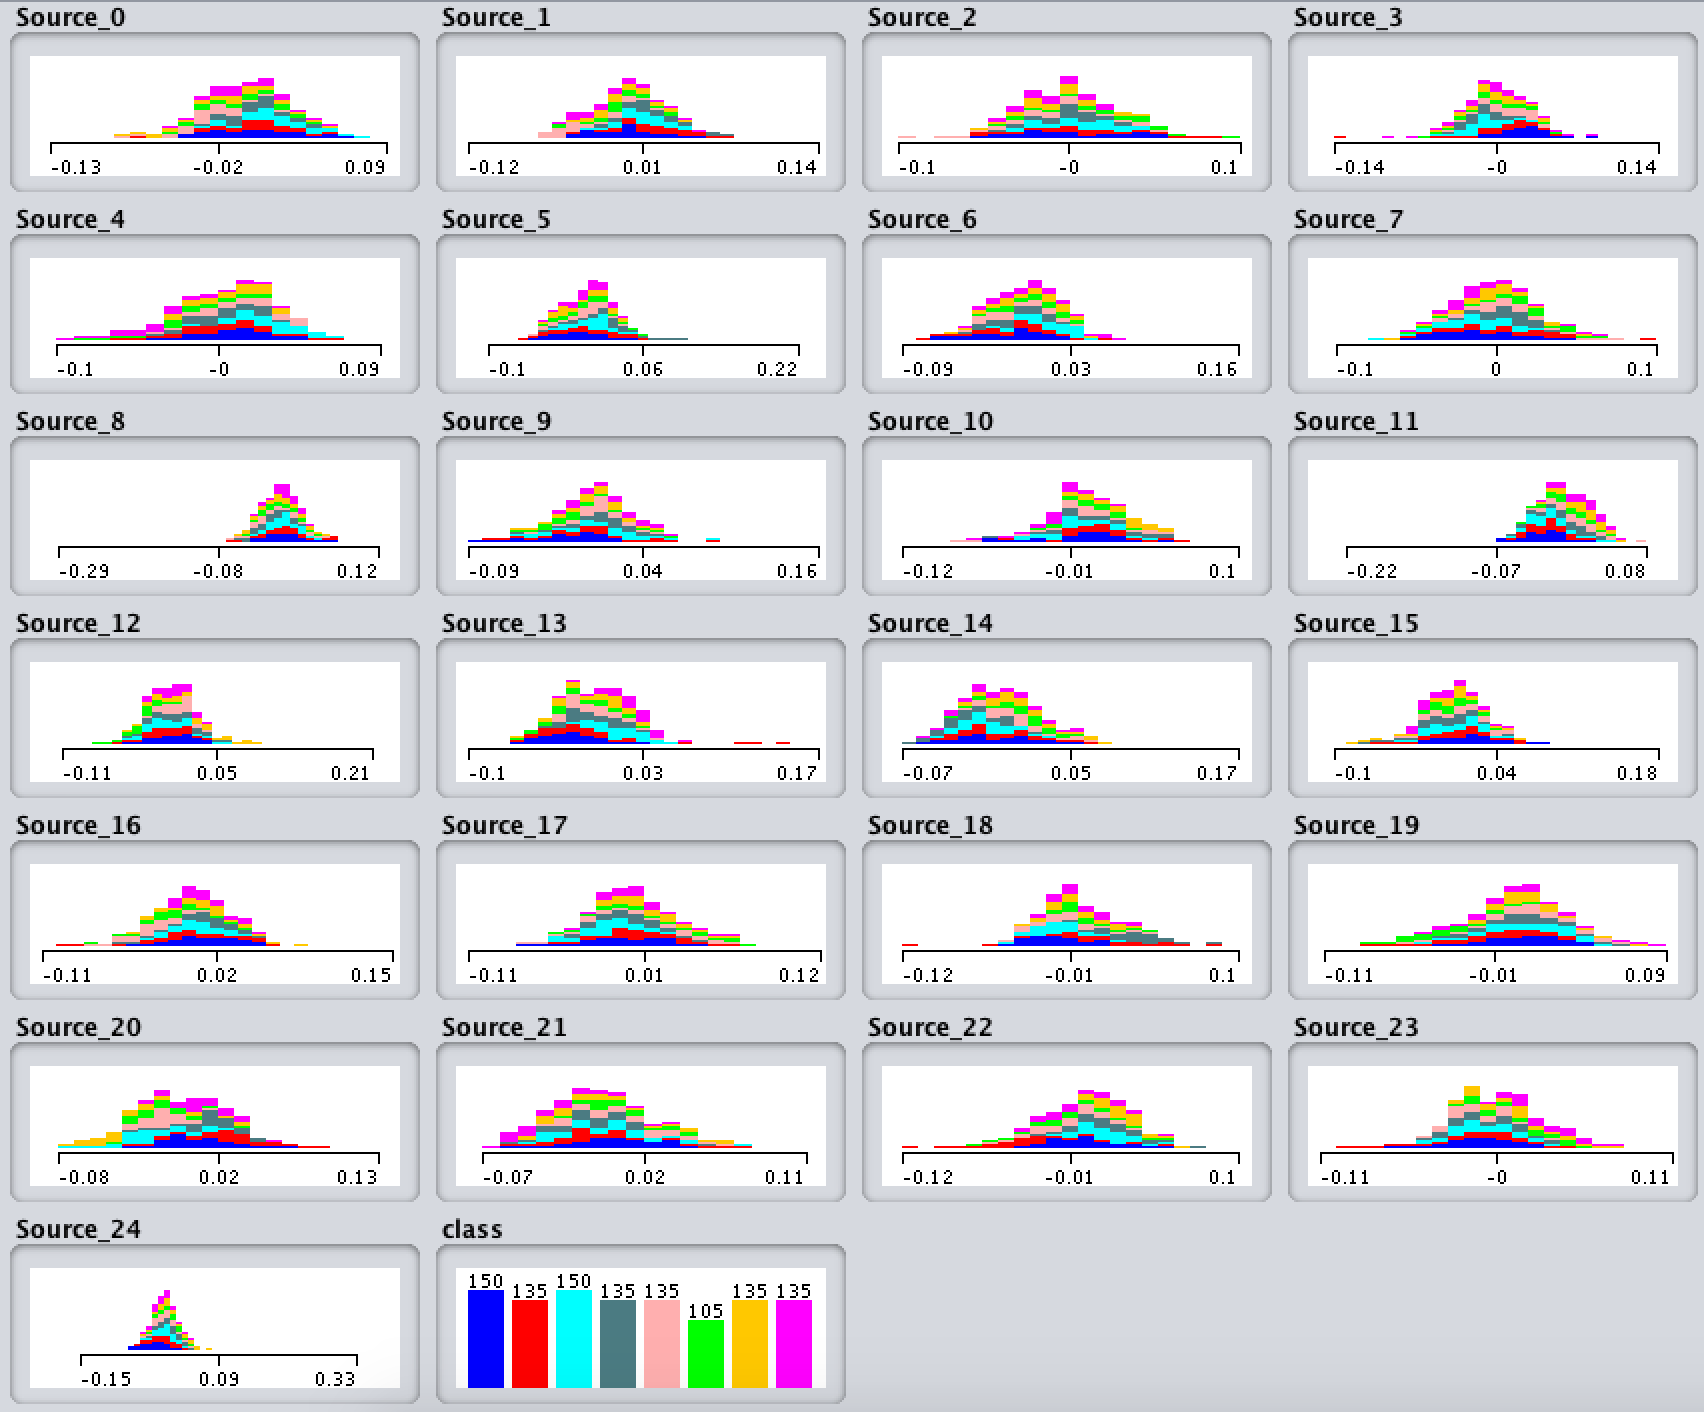 Source_0 Source_1 Source_2 Source_3
-0.13 -0.02 0.09 -0.12 0.01 0.14 -0.1 -0 0.1 -0.14 -0 0.14
Source_4 Source_5 Source_6 Source_7
-0.1 -0 0.09 -0.1 0.06 0.22 -0.09 0.03 0.16 -0.1 0 0.1
Source_8 Source_9 Source_10 Source_11
-0.29 -0.08 0.12 -0.09 0.04 0.16 -0.12 -0.01 0.1 -0.22 -0.07 0.08
Source_12 Source_13 Source_14 Source_15
-0.11 0.05 0.21 -0.1 0.03 0.17 -0.07 0.05 0.17 -0.1 0.04 0.18
Source_16 Source_17 Source_18 Source_19
-0.11 0.02 0.15 -0.11 0.01 0.12 -0.12 -0.01 0.1 -0.11 -0.01 0.09
Source_20 Source_21 Source_22 Source_23
-0.08 0.02 0.13 -0.07 0.02 0.11 -0.12 -0.01 0.1 -0.11 -0 0.11
Source_24 class
150 135 150 135 135 105 135 135
-0.15 0.09 0.33